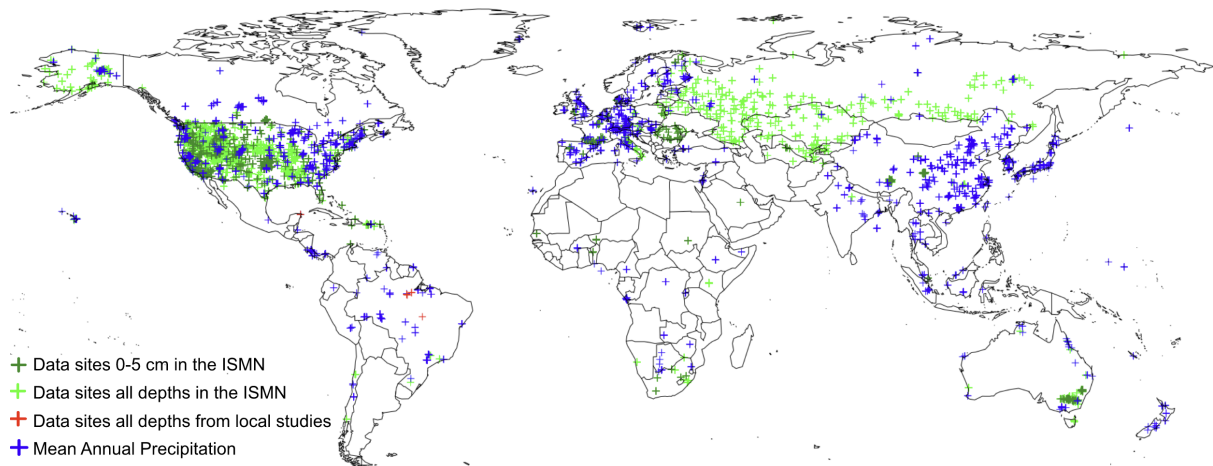 Data sites 0-5 cm in the ISMN
Data sites all depths in the ISMN
Data sites all depths from local studies
Mean Annual Precipitation